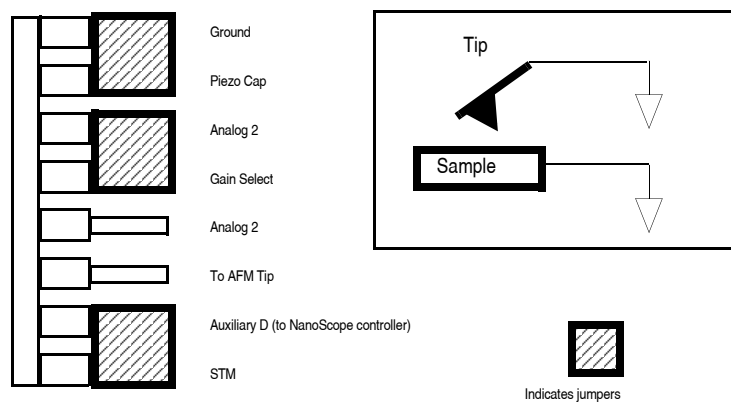 Ground
Piezo Cap
Analog 2
Gain Select
Analog 2
To AFM Tip
Auxiliary D (to NanoScope controller)
STM
Tip
Sample
Indicates jumpers